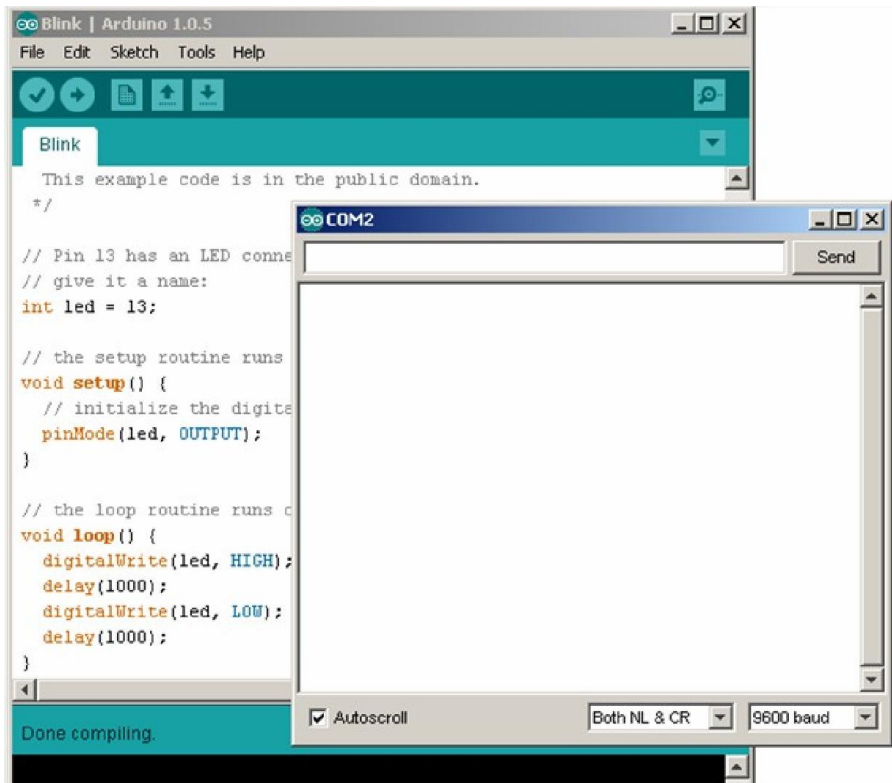 Blink | Arduino 1.0.5
File Edit Sketch Tools Help
Blink
This example code is in the public domain.
*/
// Pin 13 has an LED conne
// give it a name:
int led = 13;
// the setup routine runs
void setup() {
// initialize the digita
pinMode(led, OUTPUT);
}
// the loop routine runs o
void loop() {
digitalWrite(led, HIGH);
delay(1000);
digitalWrite(led, LOW);
delay(1000);
}
Done compiling.
COM2
Send
Autoscroll
Both NL & CR
9600 baud